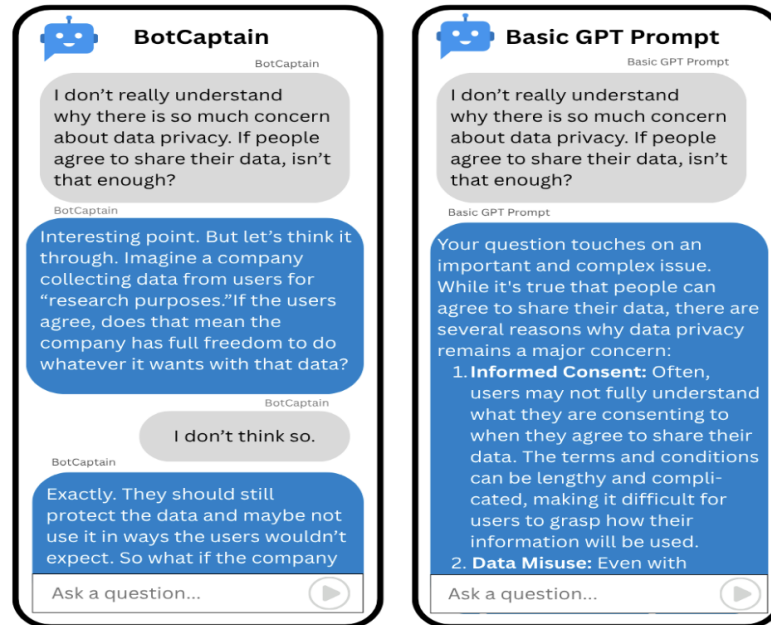 BotCaptain
BotCaptain
I don't really understand
why there is so much concern
about data privacy. If people
agree to share their data, isn't
that enough?
BotCaptain
Interesting point. But let's think it
through. Imagine a company
collecting data from users for
“research purposes.”If the users
agree, does that mean the
company has full freedom to do
whatever it wants with that data?
BotCaptain
I don't think so.
BotCaptain
Exactly. They should still
protect the data and maybe not
use it in ways the users wouldn't
expect. So what if the company
Ask a question...
Basic GPT Prompt
Basic GPT Prompt
I don't really understand
why there is so much concern
about data privacy. If people
agree to share their data, isn't
that enough?
Basic GPT Prompt
Your question touches on an
important and complex issue.
While it's true that people can
agree to share their data, there are
several reasons why data privacy
remains a major concern:
1. Informed Consent: Often,
users may not fully understand
what they are consenting to
when they agree to share their
data. The terms and conditions
can be lengthy and compli-
cated, making it difficult for
users to grasp how their
information will be used.
2. Data Misuse: Even with
Ask a question...